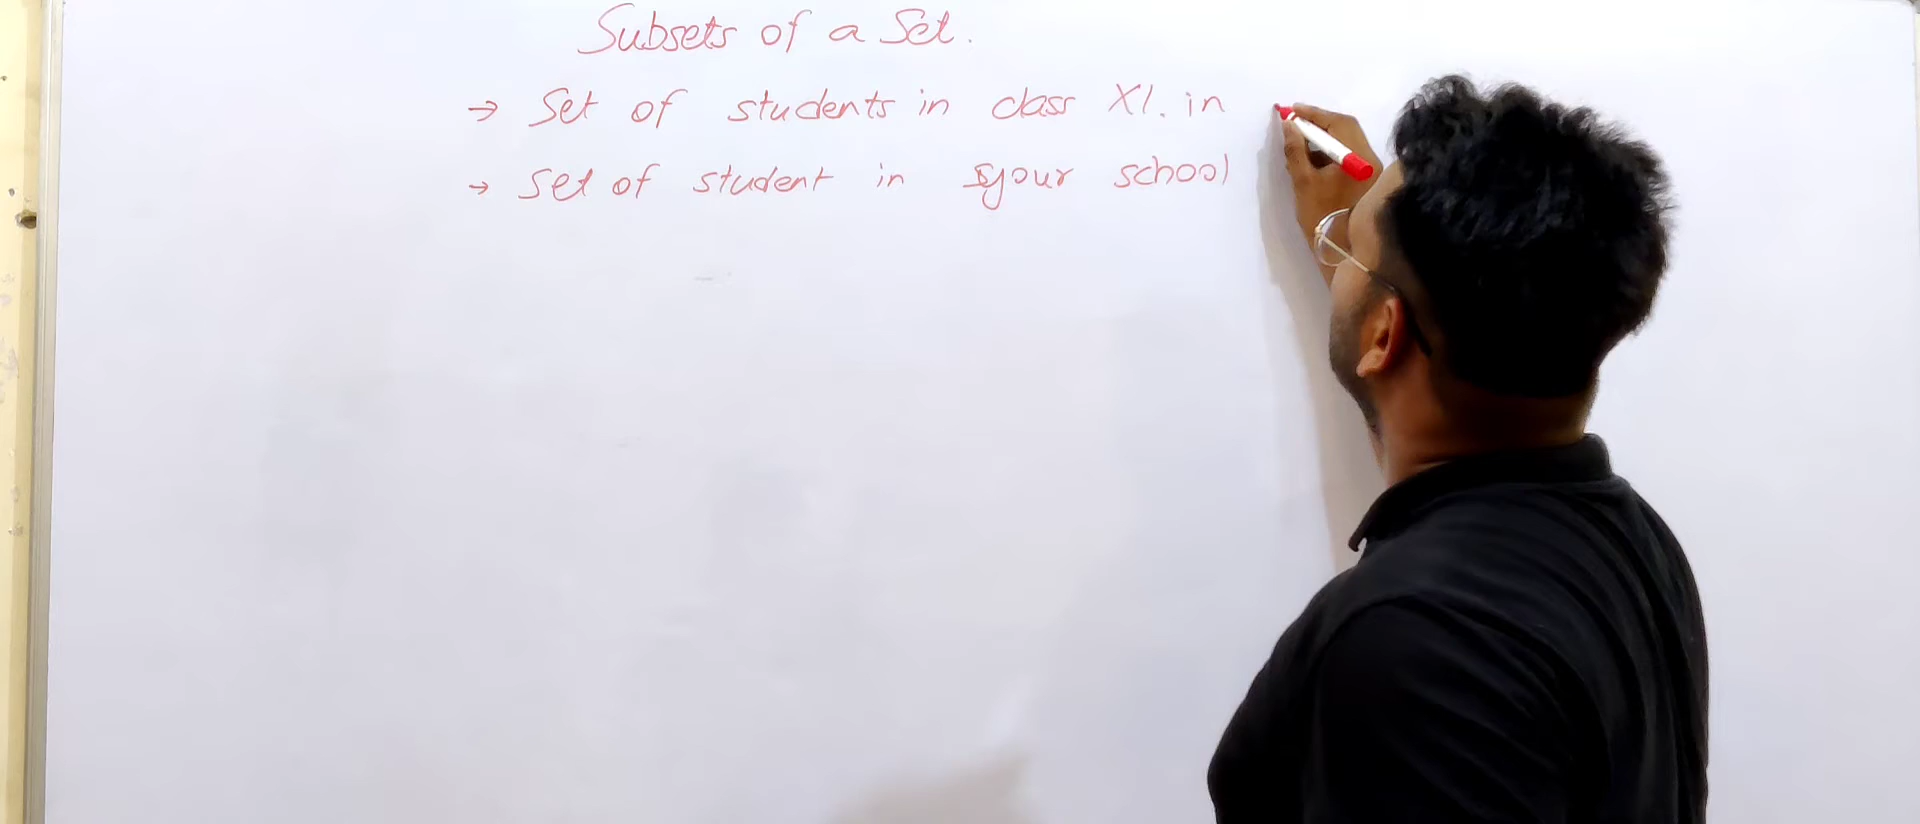 Subsets of a Set.
→ Set of students in class XI. in
→ Set of student in your school